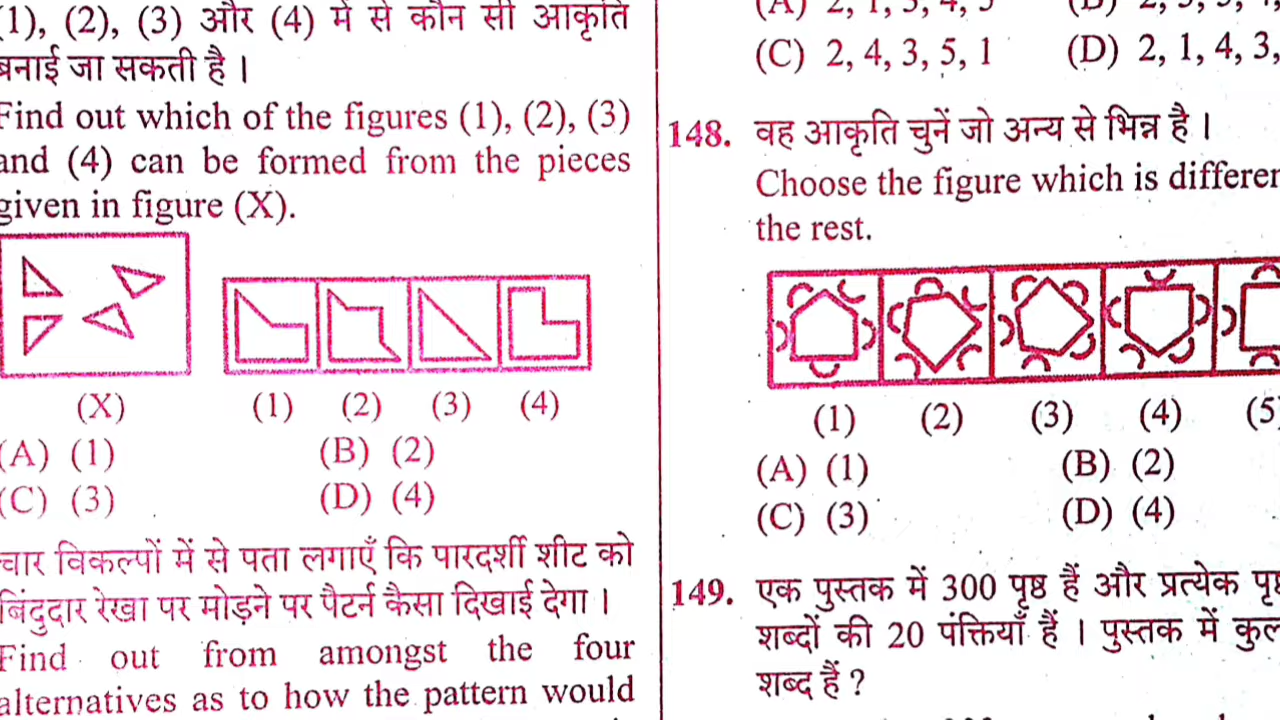 (1), (2), (3) और (4) में से कौन सी आकृति
बनाई जा सकती है ।
Find out which of the figures (1), (2), (3)
and (4) can be formed from the pieces
given in figure (X).
(X) (1) (2) (3) (4)
(A) (1) (B) (2)
(C) (3) (D) (4)
चार विकल्पों में से पता लगाएँ कि पारदर्शी शीट को
बिंदुदार रेखा पर मोड़ने पर पैटर्न कैसा दिखाई देगा ।
Find out from amongst the four
alternatives as to how the pattern would
(C) 2, 4, 3, 5, 1 (D) 2, 1, 4, 3,
148. वह आकृति चुनें जो अन्य से भिन्न है ।
Choose the figure which is differen
the rest.
(1) (2) (3) (4) (5)
(A) (1) (B) (2)
(C) (3) (D) (4)
149. एक पुस्तक में 300 पृष्ठ हैं और प्रत्येक पृष्ठ
शब्दों की 20 पंक्तियाँ हैं । पुस्तक में कुल
शब्द हैं ?